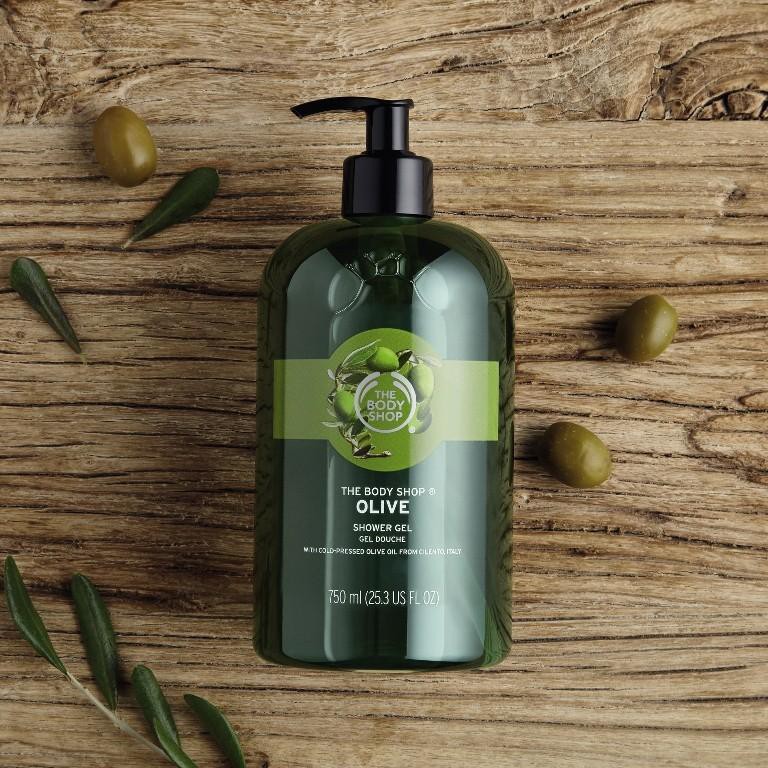 THE
BODY
SHOP
THE BODY SHOP ®
OLIVE
SHOWER GEL
GEL DOUCHE
WITH COLD-PRESSED OLIVE OIL FROM CILENTO, ITALY
750 ml (25.3 US FL OZ)